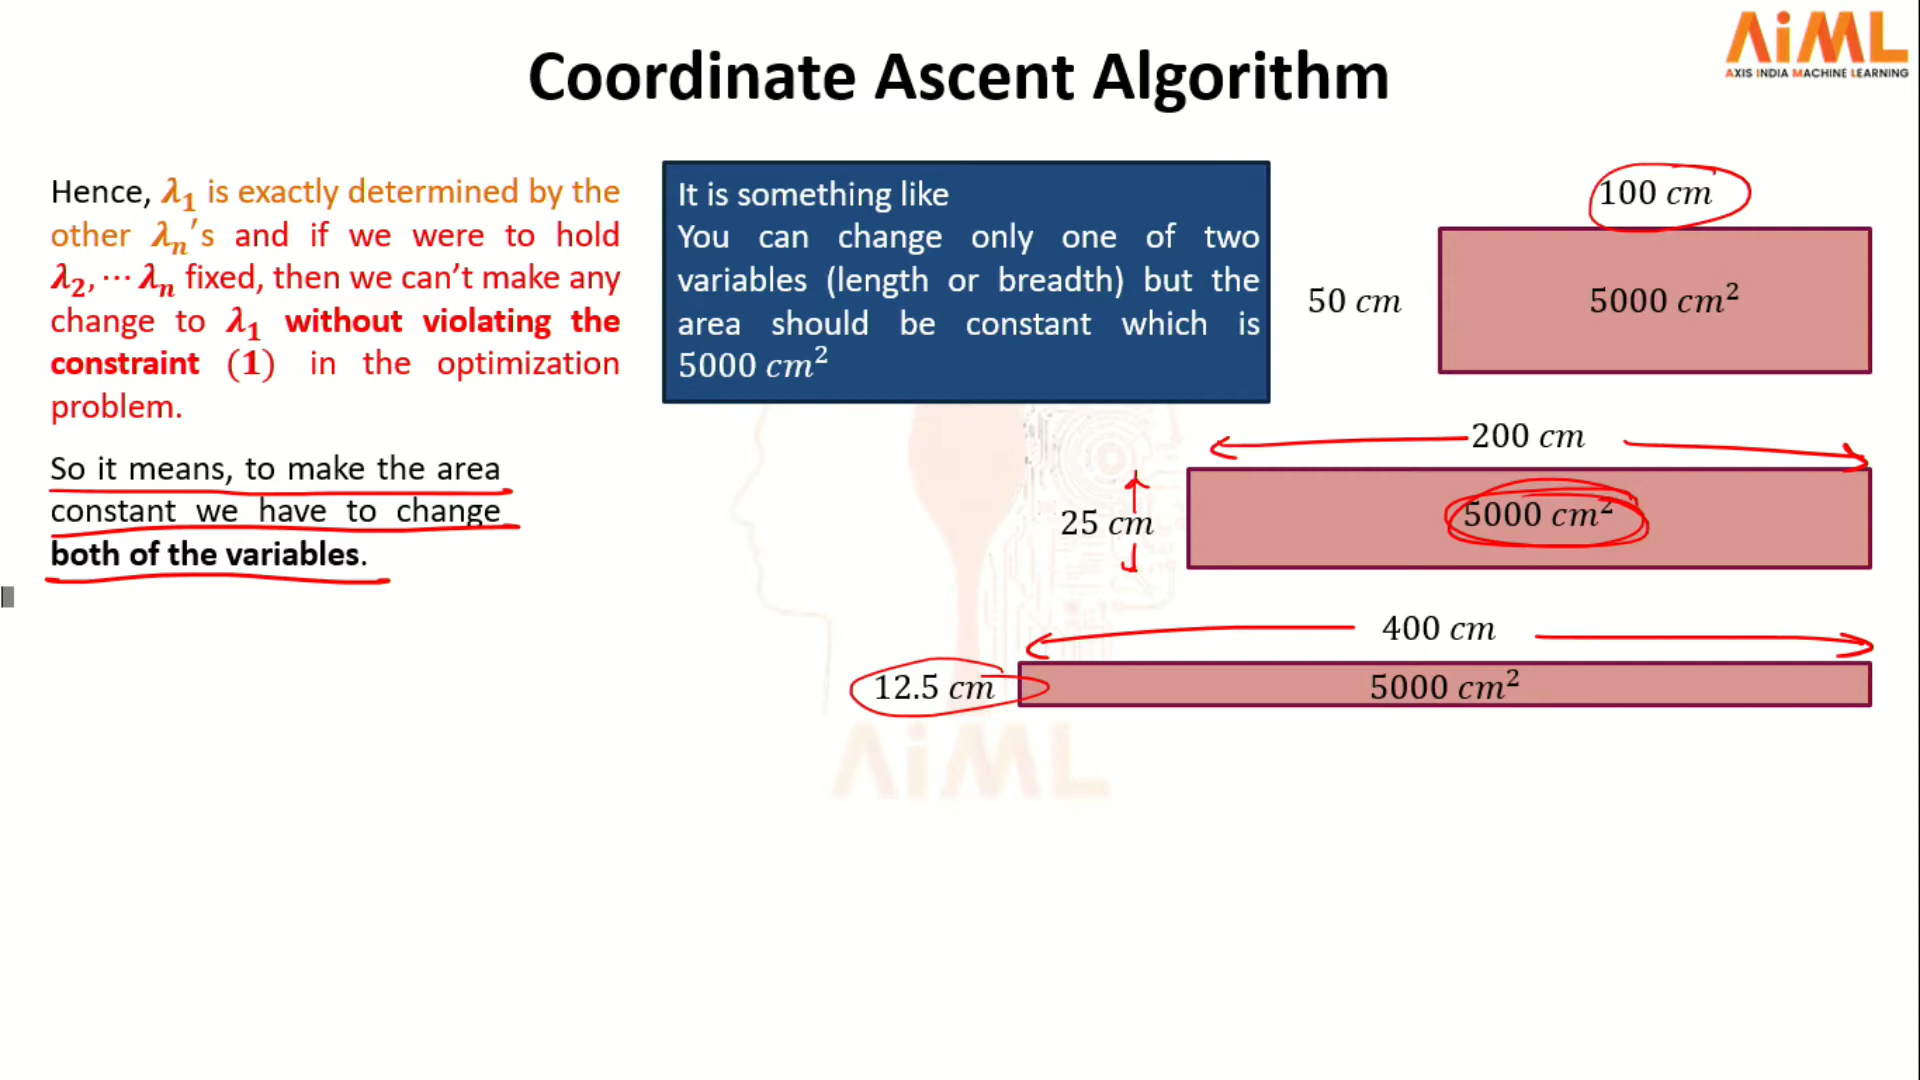 AiML
AXIS INDIA MACHINE LEARNING
Coordinate Ascent Algorithm
Hence, λ₁ is exactly determined by the
other λₙ's and if we were to hold
λ₂, ⋯ λₙ fixed, then we can't make any
change to λ₁ without violating the
constraint (1) in the optimization
problem.
So it means, to make the area
constant we have to change
both of the variables.
It is something like
You can change only one of two
variables (length or breadth) but the
area should be constant which is
5000 cm²
100 cm
50 cm
5000 cm²
200 cm
25 cm
5000 cm²
400 cm
12.5 cm
5000 cm²
AiML